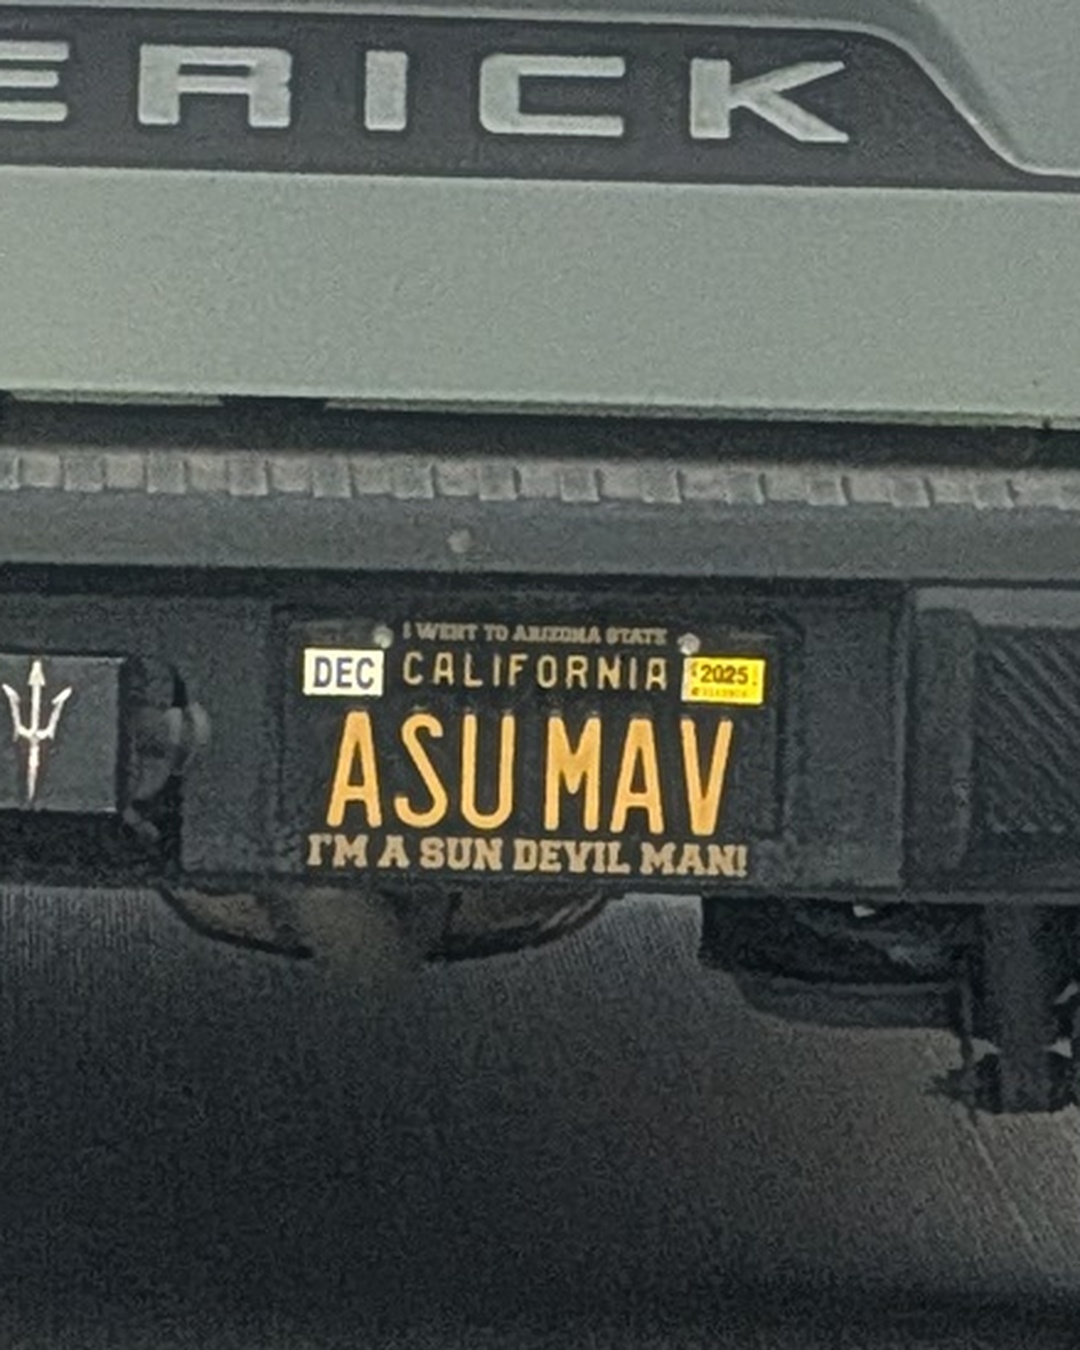 ERICK
I WENT TO ARIZONA STATE
DEC CALIFORNIA 2025
ASU MAV
I'M A SUN DEVIL MAN!